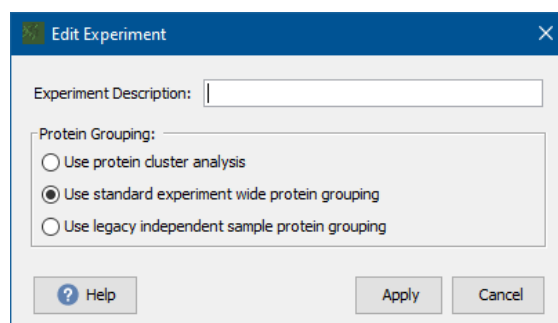 Edit Experiment
Experiment Description:
Protein Grouping:
Use protein cluster analysis
Use standard experiment wide protein grouping
Use legacy independent sample protein grouping
Help Apply Cancel